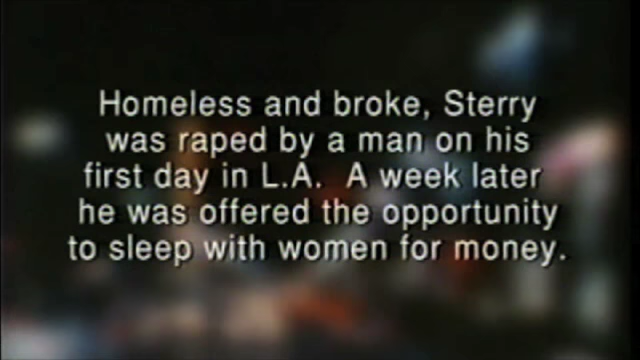 Homeless and broke, Sterry
was raped by a man on his
first day in L.A. A week later
he was offered the opportunity
to sleep with women for money.